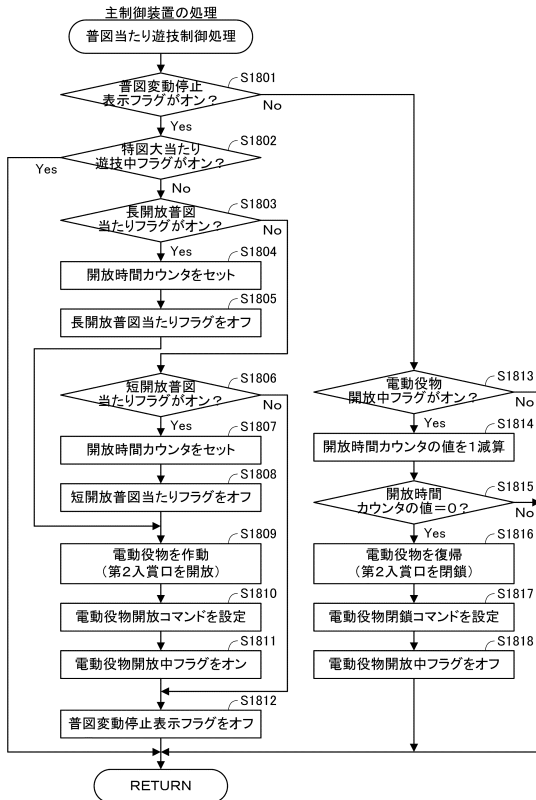 主制御装置の処理
普図当たり遊技制御処理
S1801
普図変動停止
表示フラグがオン？
No
Yes
S1802
特図大当たり
遊技中フラグがオン？
Yes
No
S1803
長開放普図
当たりフラグがオン？
No
Yes
S1804
開放時間カウンタをセット
S1805
長開放普図当たりフラグをオフ
S1806
短開放普図
当たりフラグがオン？
No
Yes
S1807
開放時間カウンタをセット
S1808
短開放普図当たりフラグをオフ
S1809
電動役物を作動
（第２入賞口を開放）
S1810
電動役物開放コマンドを設定
S1811
電動役物開放中フラグをオン
S1812
普図変動停止表示フラグをオフ
S1813
電動役物
開放中フラグがオン？
No
Yes
S1814
開放時間カウンタの値を１減算
S1815
開放時間
カウンタの値＝０？
No
Yes
S1816
電動役物を復帰
（第２入賞口を閉鎖）
S1817
電動役物閉鎖コマンドを設定
S1818
電動役物開放中フラグをオフ
RETURN